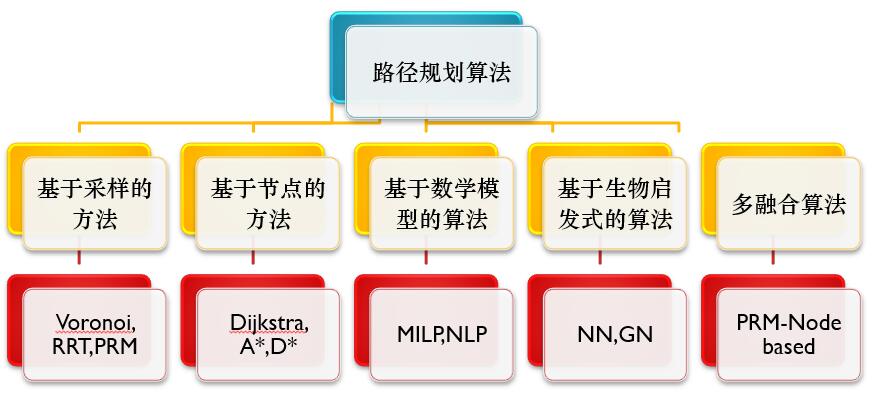 路径规划算法
基于采样的
方法
基于节点的
方法
基于数学模
型的算法
基于生物启
发式的算法
多融合算法
Voronoi,
RRT,PRM
Dijkstra,
A*,D*
MILP,NLP
NN,GN
PRM-Node
based